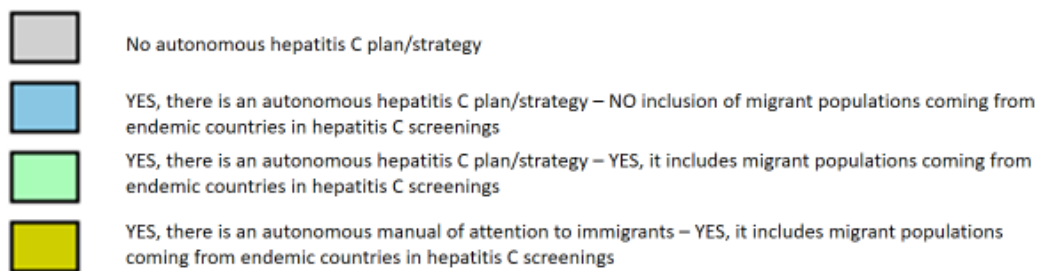 No autonomous hepatitis C plan/strategy
YES, there is an autonomous hepatitis C plan/strategy – NO inclusion of migrant populations coming from
endemic countries in hepatitis C screenings
YES, there is an autonomous hepatitis C plan/strategy – YES, it includes migrant populations coming from
endemic countries in hepatitis C screenings
YES, there is an autonomous manual of attention to immigrants – YES, it includes migrant populations
coming from endemic countries in hepatitis C screenings